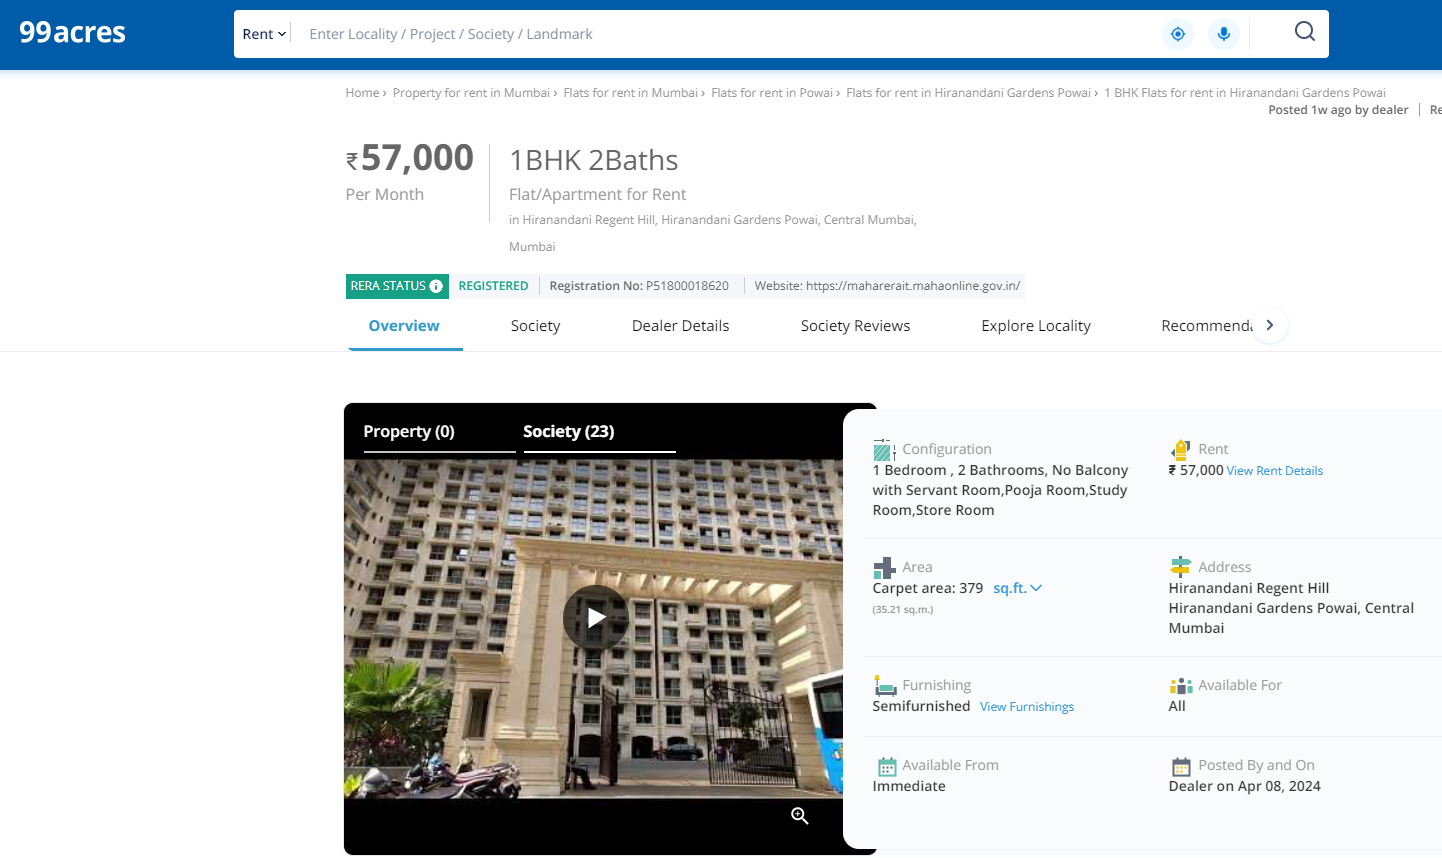 99acres
Rent
Enter Locality / Project / Society / Landmark
Home › Property for rent in Mumbai › Flats for rent in Mumbai › Flats for rent in Powai › Flats for rent in Hiranandani Gardens Powai › 1 BHK Flats for rent in Hiranandani Gardens Powai
Posted 1w ago by dealer | Re
₹57,000
Per Month
1BHK 2Baths
Flat/Apartment for Rent
in Hiranandani Regent Hill, Hiranandani Gardens Powai, Central Mumbai,
Mumbai
RERA STATUS REGISTERED Registration No: P51800018620 Website: https://maharerait.mahaonline.gov.in/
Overview Society Dealer Details Society Reviews Explore Locality Recommenda
Property (0) Society (23)
Configuration
1 Bedroom , 2 Bathrooms, No Balcony
with Servant Room,Pooja Room,Study
Room,Store Room
Rent
₹ 57,000 View Rent Details
Area
Carpet area: 379 sq.ft.
(35.21 sq.m.)
Address
Hiranandani Regent Hill
Hiranandani Gardens Powai, Central
Mumbai
Furnishing
Semifurnished View Furnishings
Available For
All
Available From
Immediate
Posted By and On
Dealer on Apr 08, 2024